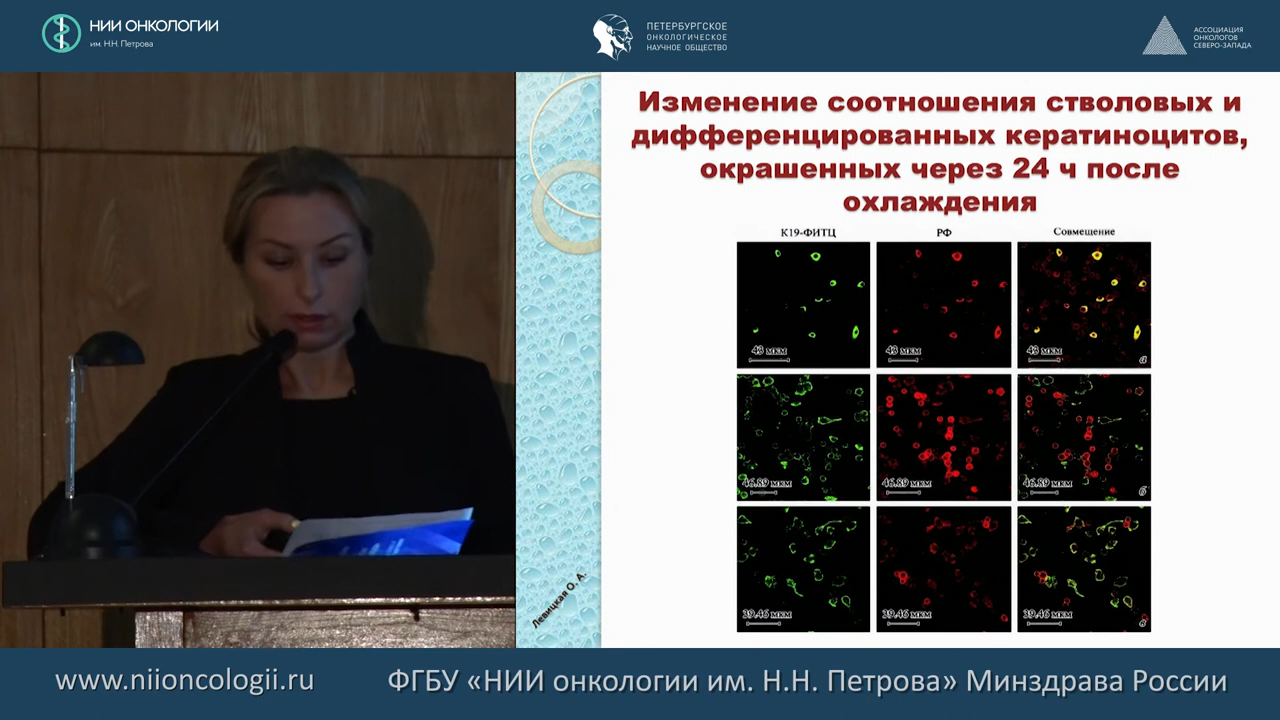 НИИ ОНКОЛОГИИ
им. Н.Н. Петрова
ПЕТЕРБУРГСКОЕ
ОНКОЛОГИЧЕСКОЕ
НАУЧНОЕ ОБЩЕСТВО
АССОЦИАЦИЯ
ОНКОЛОГОВ
СЕВЕРО-ЗАПАДА
Изменение соотношения стволовых и
дифференцированных кератиноцитов,
окрашенных через 24 ч после
охлаждения
К19-ФИТЦ РФ Совмещение
43 мкм 43 мкм 43 мкм а
46.89 мкм 46.89 мкм 46.89 мкм б
39.46 мкм 39.46 мкм 39.46 мкм в
Левицкая О. А.
www.niioncologii.ru ФГБУ «НИИ онкологии им. Н.Н. Петрова» Минздрава России